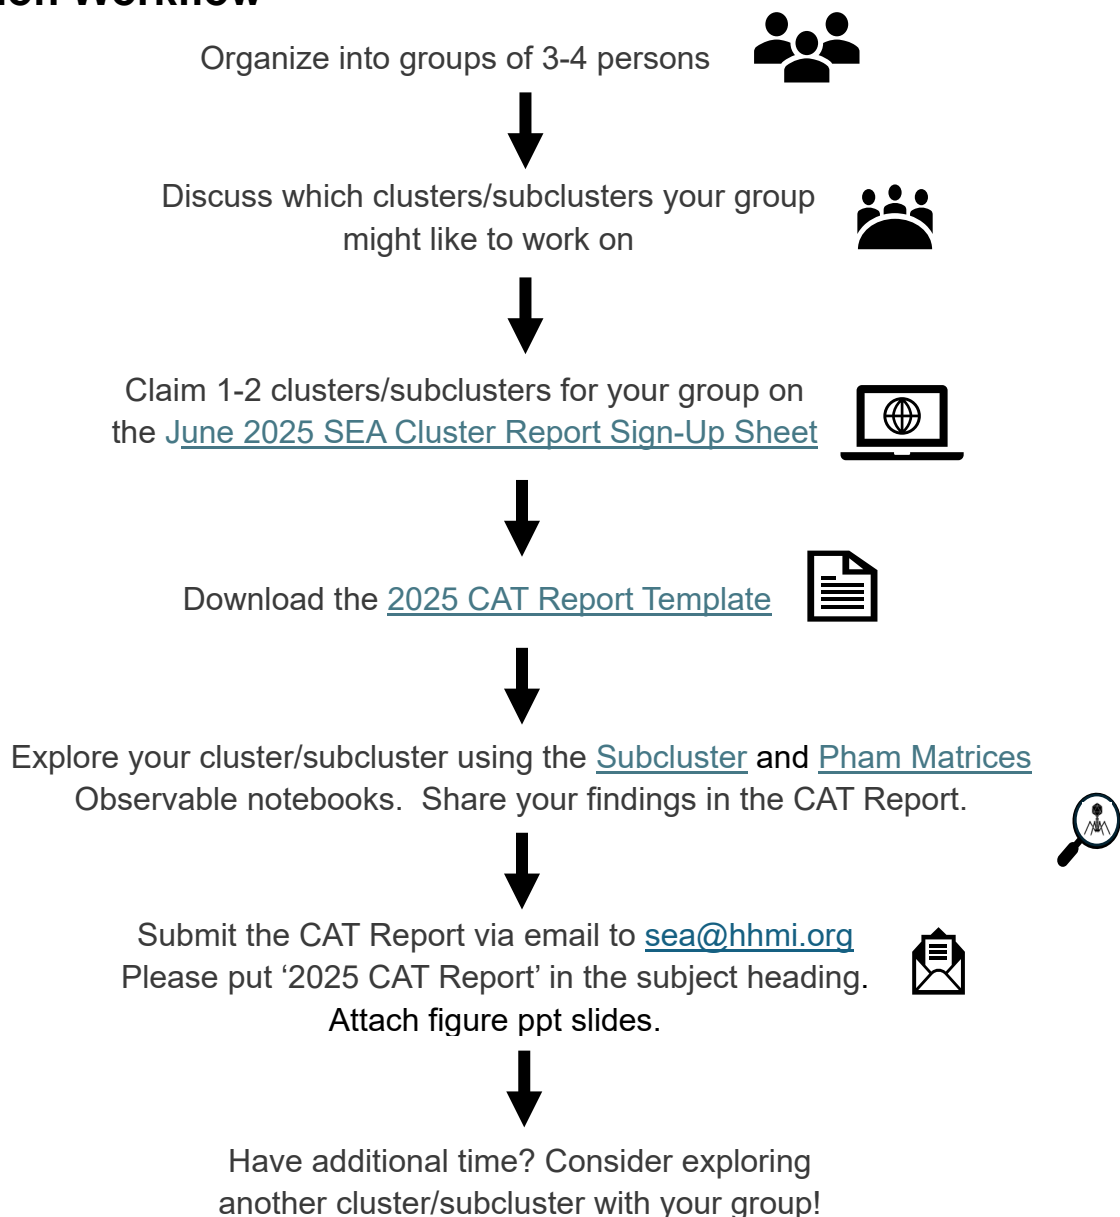 Workflow
Organize into groups of 3-4 persons
Discuss which clusters/subclusters your group
might like to work on
Claim 1-2 clusters/subclusters for your group on
the June 2025 SEA Cluster Report Sign-Up Sheet
Download the 2025 CAT Report Template
Explore your cluster/subcluster using the Subcluster and Pham Matrices
Observable notebooks.  Share your findings in the CAT Report.
Submit the CAT Report via email to sea@hhmi.org
Please put ‘2025 CAT Report’ in the subject heading.
Attach figure ppt slides.
Have additional time? Consider exploring
another cluster/subcluster with your group!